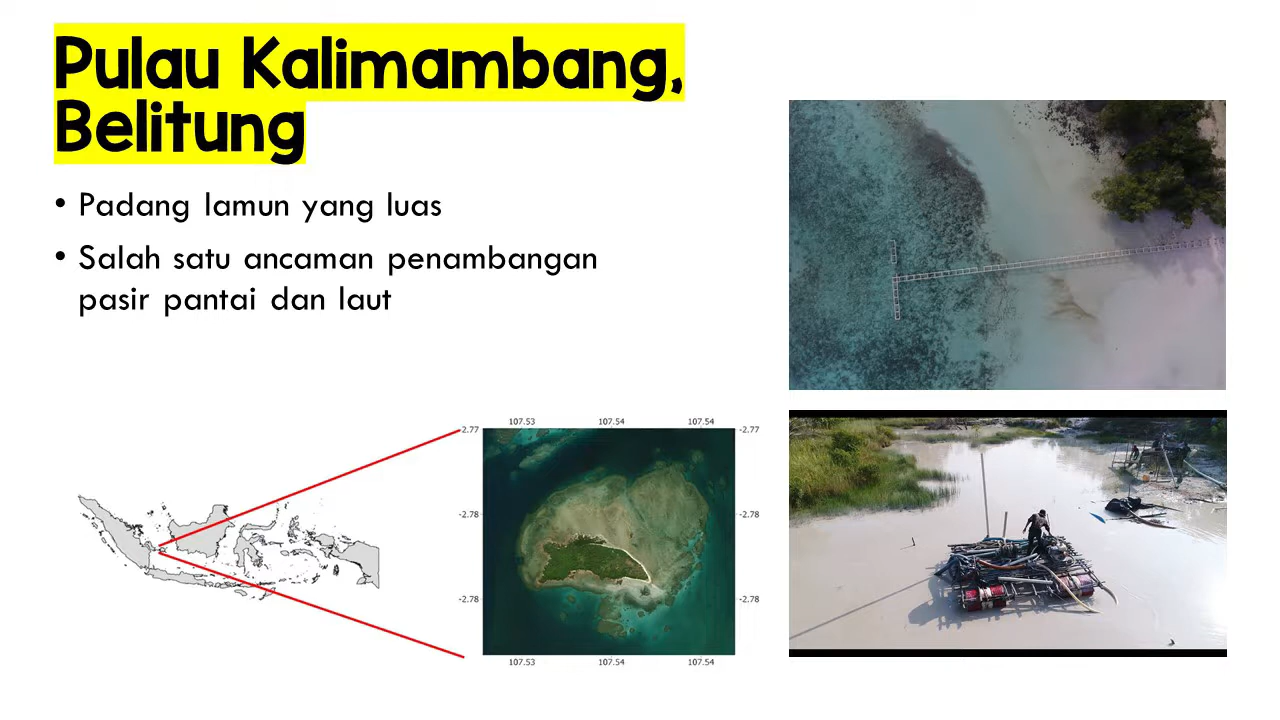 Pulau Kalimambang,
Belitung
• Padang lamun yang luas
• Salah satu ancaman penambangan
pasir pantai dan laut
107.53 107.54 107.54
2.77 -2.77
-2.78 -2.78
-2.78 -2.78
107.53 107.54 107.54